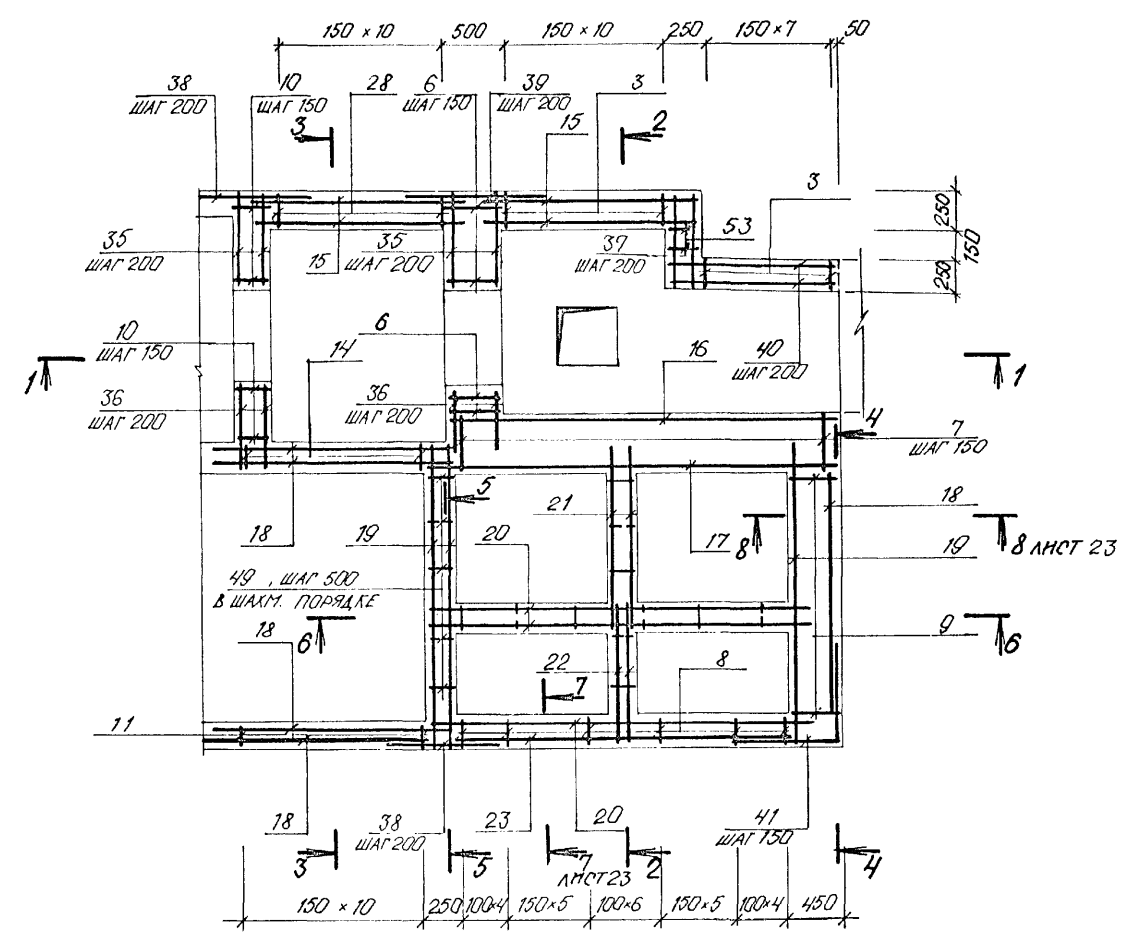 150 × 10 500 150 × 10 250 150 × 7 50
38 10 28 6 39 3
ШАГ 200 ШАГ 150 ШАГ 150 ШАГ 200
3 15 2
3
250
35 35 37 53
ШАГ 200 15 ШАГ 200 ШАГ 200
150
250
10 14 6 16 40
ШАГ 150 ШАГ 200
1 1
36 36
ШАГ 200 ШАГ 200
4
7
ШАГ 150
5
21 18
18 19 20 17 8 8 ЛИСТ 23
19
49 , ШАГ 500
В ШАХМ. ПОРЯДКЕ
18 6 9 6
22 8
7
11
18 38 23 20 41
ШАГ 200 ШАГ 150
3 5 7 2 4
ЛИСТ 23
150 × 10 250 100×4 150×5 100×6 150×5 100×4 450